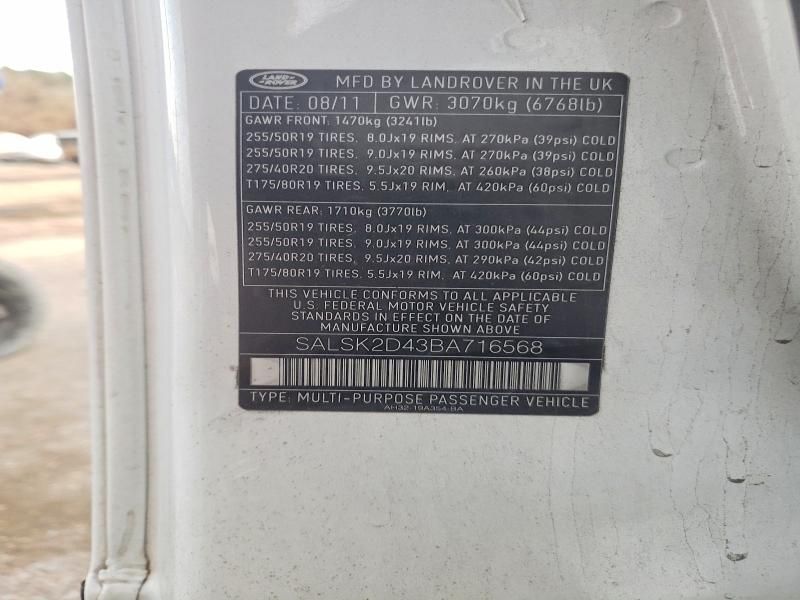 LAND ROVER MFD BY LANDROVER IN THE UK
DATE: 08/11 GWR: 3070kg (6768lb)
GAWR FRONT: 1470kg (3241lb)
255/50R19 TIRES, 8.0Jx19 RIMS, AT 270kPa (39psi) COLD
255/50R19 TIRES, 9.0Jx19 RIMS, AT 270kPa (39psi) COLD
275/40R20 TIRES, 9.5Jx20 RIMS, AT 260kPa (38psi) COLD
T175/80R19 TIRES, 5.5Jx19 RIM, AT 420kPa (60psi) COLD
GAWR REAR: 1710kg (3770lb)
255/50R19 TIRES, 8.0Jx19 RIMS, AT 300kPa (44psi) COLD
255/50R19 TIRES, 9.0Jx19 RIMS, AT 300kPa (44psi) COLD
275/40R20 TIRES, 9.5Jx20 RIMS, AT 290kPa (42psi) COLD
T175/80R19 TIRES, 5.5Jx19 RIM, AT 420kPa (60psi) COLD
THIS VEHICLE CONFORMS TO ALL APPLICABLE
U.S. FEDERAL MOTOR VEHICLE SAFETY
STANDARDS IN EFFECT ON THE DATE OF
MANUFACTURE SHOWN ABOVE
SALSK2D43BA716568
TYPE: MULTI-PURPOSE PASSENGER VEHICLE
AH32-19A354-BA